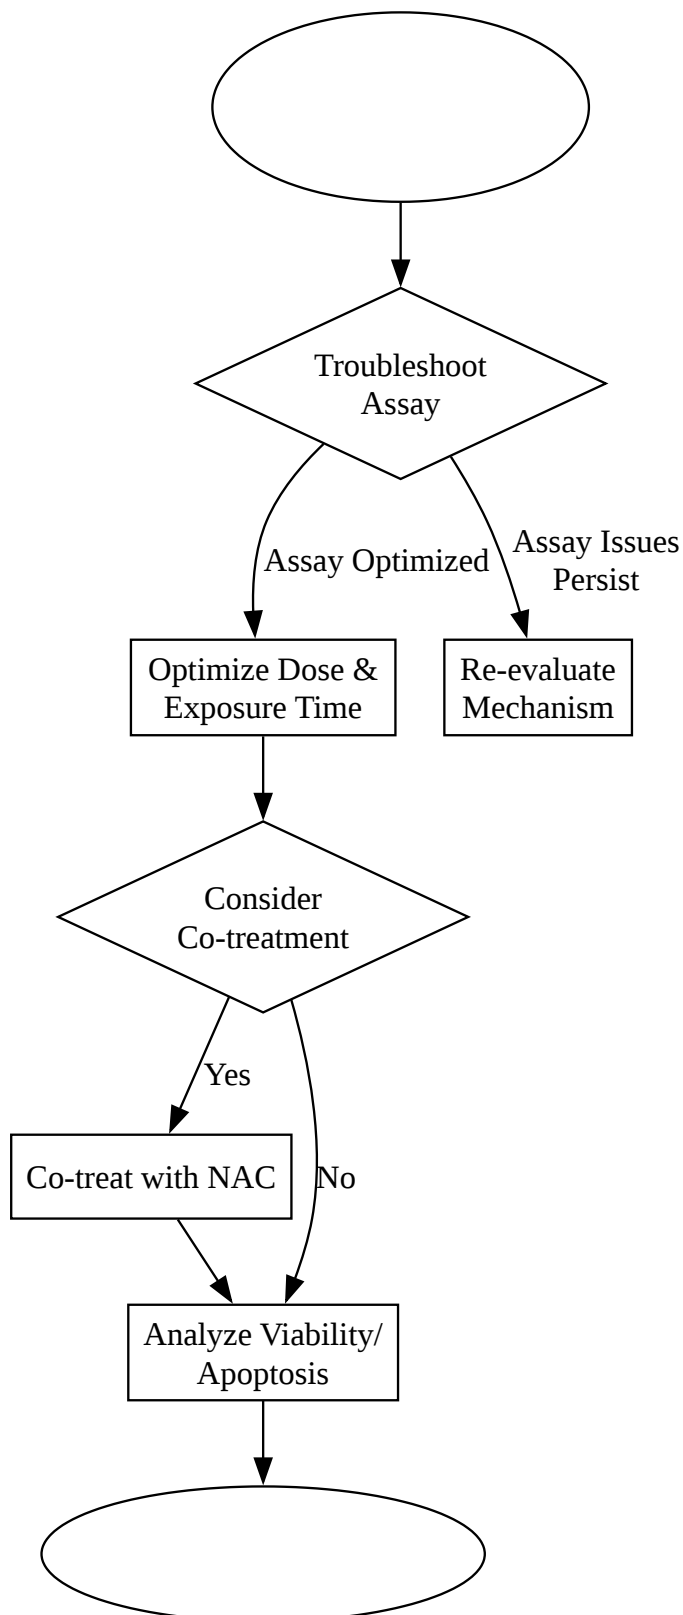 Troubleshoot
Assay
Assay Optimized
Assay Issues
Persist
Optimize Dose &
Exposure Time
Re-evaluate
Mechanism
Consider
Co-treatment
Yes
Co-treat with NAC
No
Analyze Viability/
Apoptosis